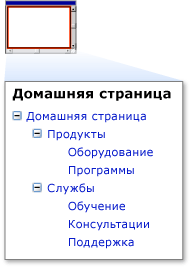 Домашняя страница
Домашняя страница
Продукты
Оборудование
Программы
Службы
Обучение
Консультации
Поддержка